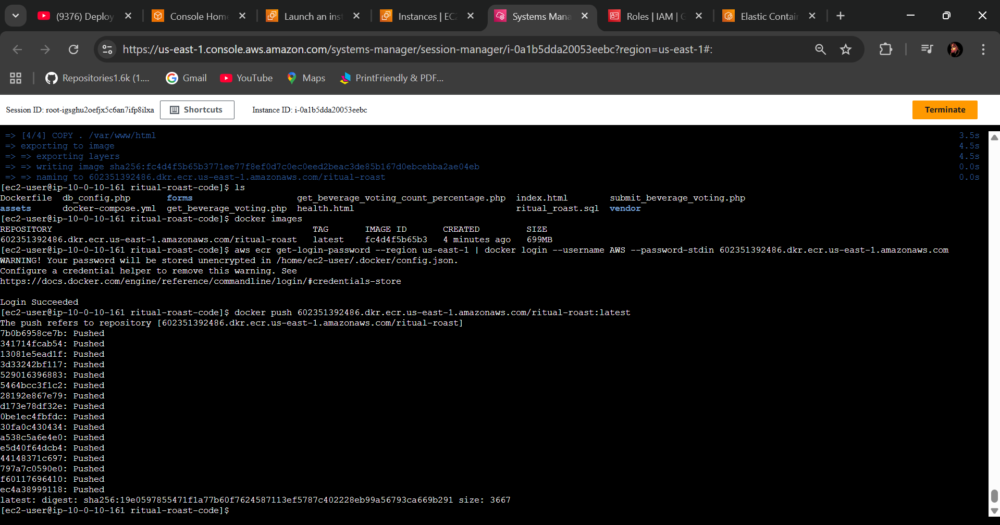 (9376) Deploy
Console Home
Launch an inst
Instances | EC2
Systems Mana
Roles | IAM | G
Elastic Contain
https://us-east-1.console.aws.amazon.com/systems-manager/session-manager/i-0a1b5dda20053eebc?region=us-east-1#:
Repositories1.6k (1....
Gmail
YouTube
Maps
PrintFriendly & PDF...
Session ID: root-igsghu2oefjx5c6an7ifp8ilxa
Shortcuts
Instance ID: i-0a1b5dda20053eebc
Terminate
=> [4/4] COPY . /var/www/html 3.5s
=> exporting to image 4.5s
=> => exporting layers 4.5s
=> => writing image sha256:fc4d4f5b65b3771ee77f8ef0d7c0ec0eed2beac3de85b167d0ebcebba2ae04eb 0.0s
=> => naming to 602351392486.dkr.ecr.us-east-1.amazonaws.com/ritual-roast 0.0s
[ec2-user@ip-10-0-10-161 ritual-roast-code]$ ls
Dockerfile db_config.php forms get_beverage_voting_count_percentage.php index.html submit_beverage_voting.php
assets docker-compose.yml get_beverage_voting.php health.html ritual_roast.sql vendor
[ec2-user@ip-10-0-10-161 ritual-roast-code]$ docker images
REPOSITORY TAG IMAGE ID CREATED SIZE
602351392486.dkr.ecr.us-east-1.amazonaws.com/ritual-roast latest fc4d4f5b65b3 4 minutes ago 699MB
[ec2-user@ip-10-0-10-161 ritual-roast-code]$ aws ecr get-login-password --region us-east-1 | docker login --username AWS --password-stdin 602351392486.dkr.ecr.us-east-1.amazonaws.com
WARNING! Your password will be stored unencrypted in /home/ec2-user/.docker/config.json.
Configure a credential helper to remove this warning. See
https://docs.docker.com/engine/reference/commandline/login/#credentials-store
Login Succeeded
[ec2-user@ip-10-0-10-161 ritual-roast-code]$ docker push 602351392486.dkr.ecr.us-east-1.amazonaws.com/ritual-roast:latest
The push refers to repository [602351392486.dkr.ecr.us-east-1.amazonaws.com/ritual-roast]
7b0b6958ce7b: Pushed
341714fcab54: Pushed
13081e5ead1f: Pushed
3d33242bf117: Pushed
529016396883: Pushed
5464bcc3f1c2: Pushed
28192e867e79: Pushed
d173e78df32e: Pushed
0be1ec4fbfdc: Pushed
30fa0c430434: Pushed
a538c5a6e4e0: Pushed
e5d40f64dcb4: Pushed
44148371c697: Pushed
797a7c0590e0: Pushed
f60117696410: Pushed
ec4a38999118: Pushed
latest: digest: sha256:19e0597855471f1a77b60f7624587113ef5787c402228eb99a56793ca669b291 size: 3667
[ec2-user@ip-10-0-10-161 ritual-roast-code]$